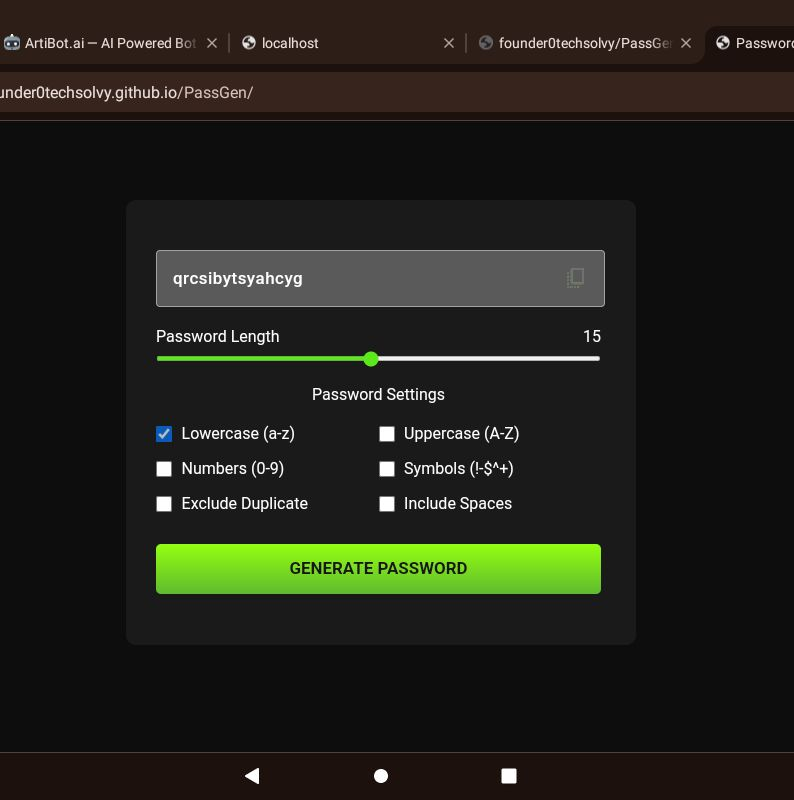 ArtiBot.ai — AI Powered Bot
localhost
founder0techsolvy/PassGen
Password
under0techsolvy.github.io/PassGen/
qrcsibytsyahcyg
Password Length 15
Password Settings
Lowercase (a-z) Uppercase (A-Z)
Numbers (0-9) Symbols (!-$^+)
Exclude Duplicate Include Spaces
GENERATE PASSWORD